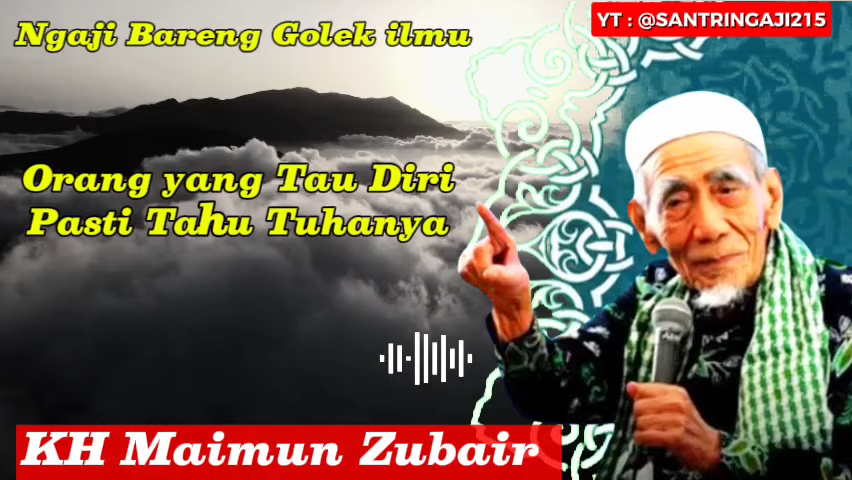 Ngaji Bareng Golek ilmu
YT : @SANTRINGAJI215
Orang yang Tau Diri
Pasti Tahu Tuhanya
KH Maimun Zubair